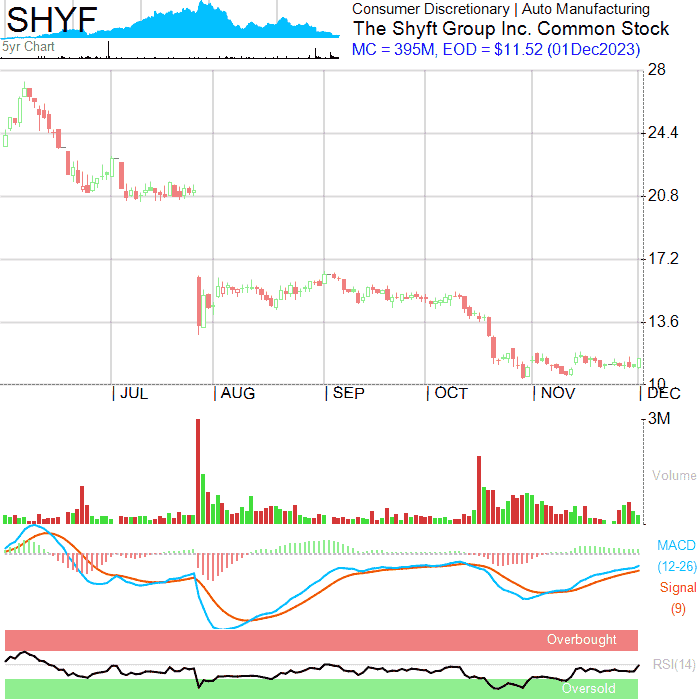 SHYF
5yr Chart
Consumer Discretionary | Auto Manufacturing
The Shyft Group Inc. Common Stock
MC = 395M, EOD = $11.52 (01Dec2023)
28
24.4
20.8
17.2
13.6
10
| JUL | AUG | SEP | OCT | NOV | DEC
3M
Volume
MACD
(12-26)
Signal
(9)
Overbought
RSI(14)
Oversold